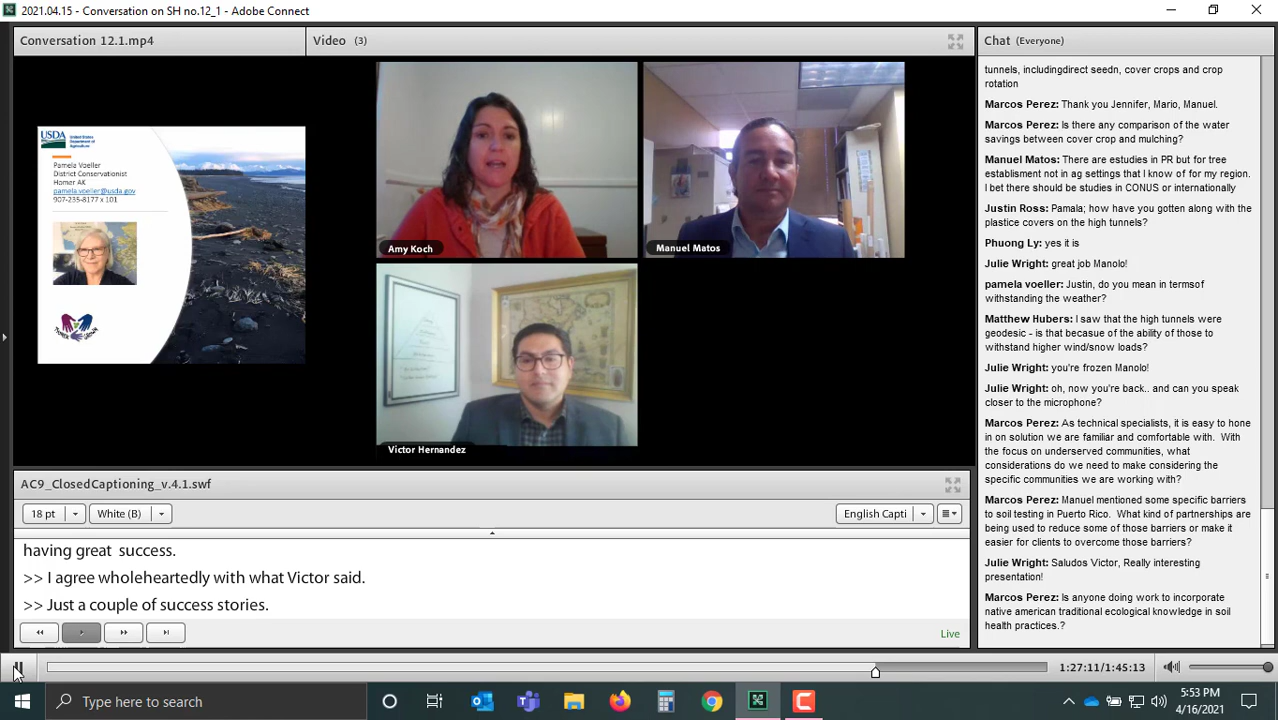 2021.04.15 - Conversation on SH no.12_1 - Adobe Connect
Conversation 12.1.mp4
Video (3)
USDA
United States
Department of
Agriculture
Pamela Voeller
District Conservationist
Homer AK
pamela.voeller@usda.gov
907-235-8177 x 101
Amy Koch
Manuel Matos
Victor Hernandez
AC9_ClosedCaptioning_v.4.1.swf
18 pt
White (B)
English Capti
having great success.
>> I agree wholeheartedly with what Victor said.
>> Just a couple of success stories.
Live
Chat (Everyone)
tunnels, includingdirect seedn, cover crops and crop
rotation
Marcos Perez: Thank you Jennifer, Mario, Manuel.
Marcos Perez: Is there any comparison of the water
savings between cover crop and mulching?
Manuel Matos: There are estudies in PR but for tree
establisment not in ag settings that I know of for my region.
I bet there should be studies in CONUS or internationally
Justin Ross: Pamala; how have you gotten along with the
plastice covers on the high tunnels?
Phuong Ly: yes it is
Julie Wright: great job Manolo!
pamela voeller: Justin, do you mean in termsof
withstanding the weather?
Matthew Hubers: I saw that the high tunnels were
geodesic - is that becasue of the ability of those to
withstand higher wind/snow loads?
Julie Wright: you're frozen Manolo!
Julie Wright: oh, now you're back.. and can you speak
closer to the microphone?
Marcos Perez: As technical specialists, it is easy to hone
in on solution we are familiar and comfortable with. With
the focus on underserved communities, what
considerations do we need to make considering the
specific communities we are working with?
Marcos Perez: Manuel mentioned some specific barriers
to soil testing in Puerto Rico. What kind of partnerships are
being used to reduce some of those barriers or make it
easier for clients to overcome those barriers?
Julie Wright: Saludos Victor, Really interesting
presentation!
Marcos Perez: Is anyone doing work to incorporate
native american traditional ecological knowledge in soil
health practices.?
1:27:11/1:45:13
Type here to search
5:53 PM
4/16/2021